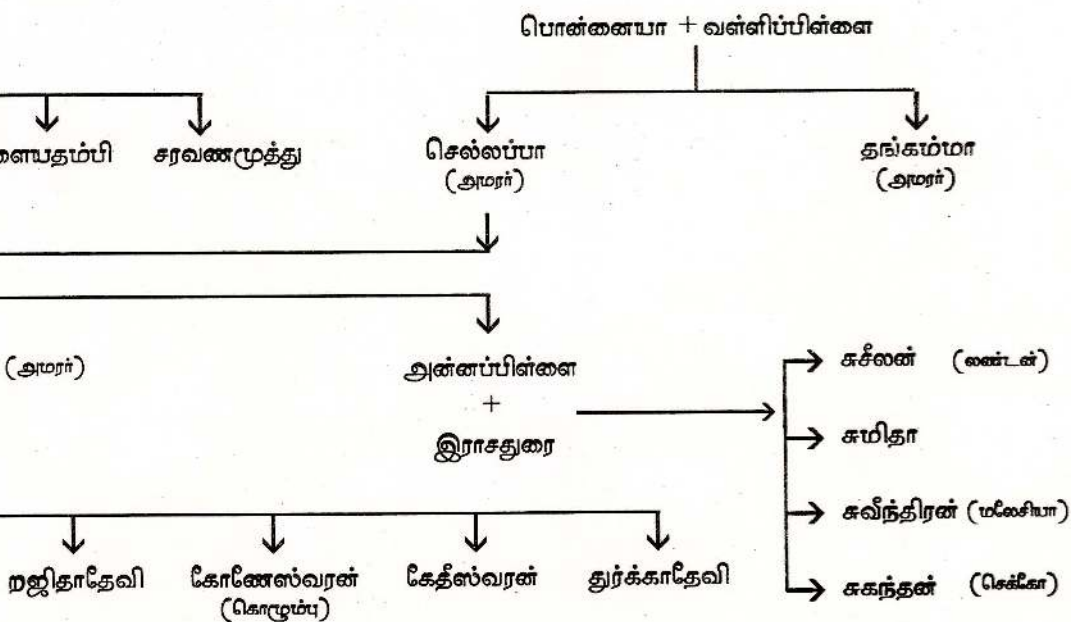 பொன்னையா + வள்ளிப்பிள்ளை
ளையதம்பி சரவணமுத்து செல்லப்பா தங்கம்மா
(அமரர்) (அமரர்)
(அமரர்) அன்னப்பிள்ளை
+
இராசதுரை
சுசீலன் (லண்டன்)
சுமிதா
சுவீந்திரன் (மலேசியா)
சுகந்தன் (செக்கோ)
றஜிதாதேவி கோணேஸ்வரன் கேதீஸ்வரன் துர்க்காதேவி
(கொழும்பு)